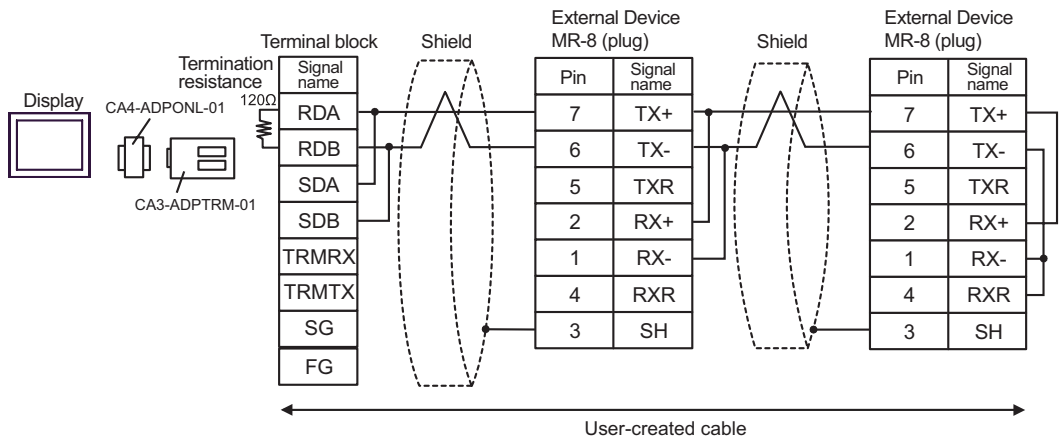 External Device
MR-8 (plug)
External Device
MR-8 (plug)
Terminal block
Shield
Shield
Termination
resistance
Display
CA4-ADPONL-01
CA3-ADPTRM-01
120Ω
Signal
name
RDA
RDB
SDA
SDB
TRMRX
TRMTX
SG
FG
Pin
Signal
name
7 TX+
6 TX-
5 TXR
2 RX+
1 RX-
4 RXR
3 SH
Pin
Signal
name
7 TX+
6 TX-
5 TXR
2 RX+
1 RX-
4 RXR
3 SH
User-created cable